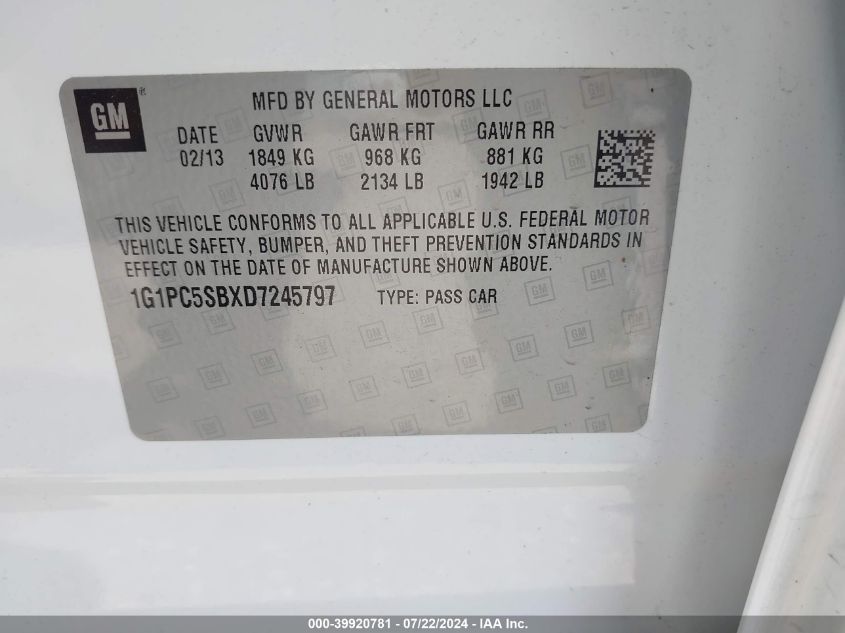 GM
MFD BY GENERAL MOTORS LLC
DATE GVWR GAWR FRT GAWR RR
02/13 1849 KG 968 KG 881 KG
4076 LB 2134 LB 1942 LB
THIS VEHICLE CONFORMS TO ALL APPLICABLE U.S. FEDERAL MOTOR
VEHICLE SAFETY, BUMPER, AND THEFT PREVENTION STANDARDS IN
EFFECT ON THE DATE OF MANUFACTURE SHOWN ABOVE.
1G1PC5SBXD7245797 TYPE: PASS CAR
000-39920781 - 07/22/2024 - IAA Inc.